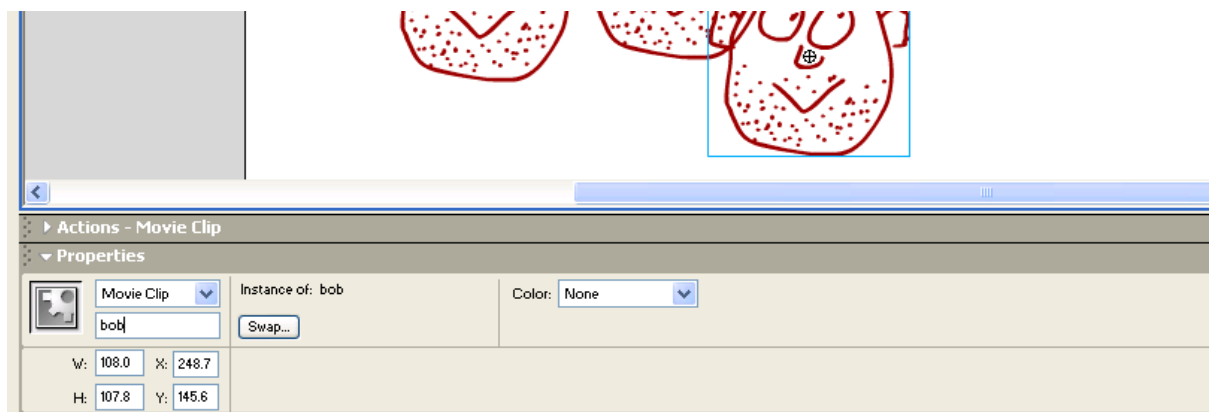 Actions - Movie Clip
Properties
Movie Clip
Instance of: bob
Color: None
bob
Swap...
W: 108.0 X: 248.7
H: 107.8 Y: 145.6